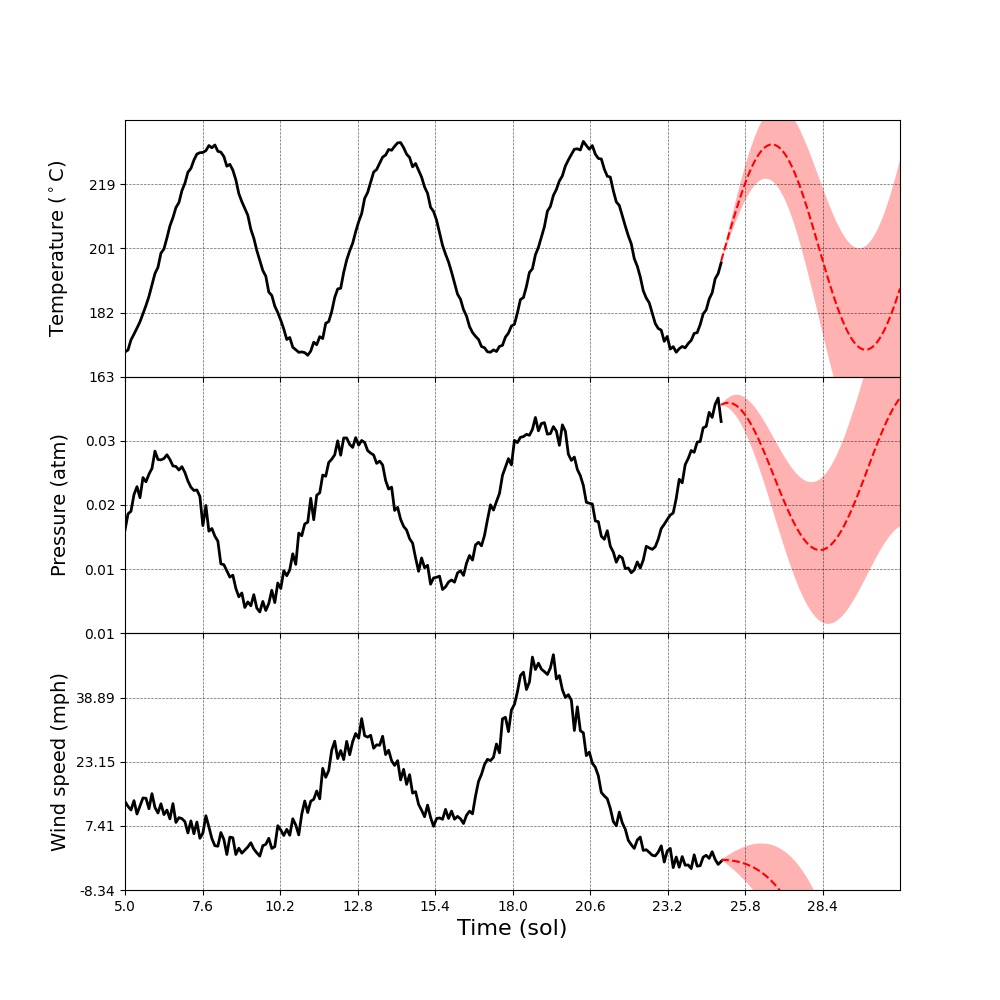 Temperature (°C)
219
201
182
163
Pressure (atm)
0.03
0.02
0.01
0.01
Wind speed (mph)
38.89
23.15
7.41
-8.34
5.0 7.6 10.2 12.8 15.4 18.0 20.6 23.2 25.8 28.4
Time (sol)